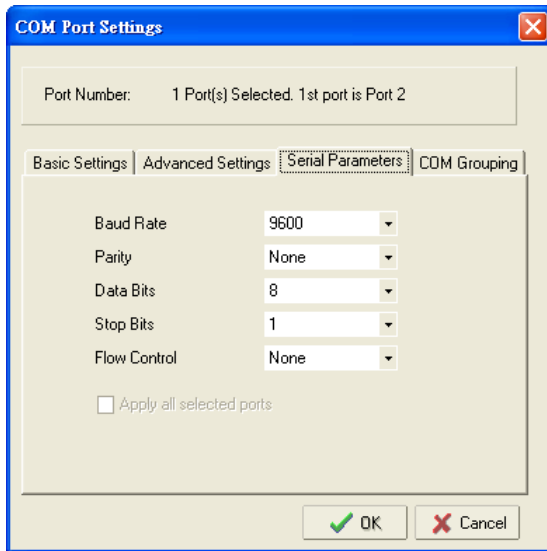 COM Port Settings
Port Number: 1 Port(s) Selected. 1st port is Port 2
Basic Settings Advanced Settings Serial Parameters COM Grouping
Baud Rate 9600
Parity None
Data Bits 8
Stop Bits 1
Flow Control None
Apply all selected ports
OK Cancel